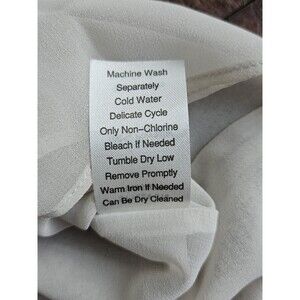 Machine Wash
Separately
Cold Water
Delicate Cycle
Only Non-Chlorine
Bleach If Needed
Tumble Dry Low
Remove Promptly
Warm Iron If Needed
Can Be Dry Cleaned